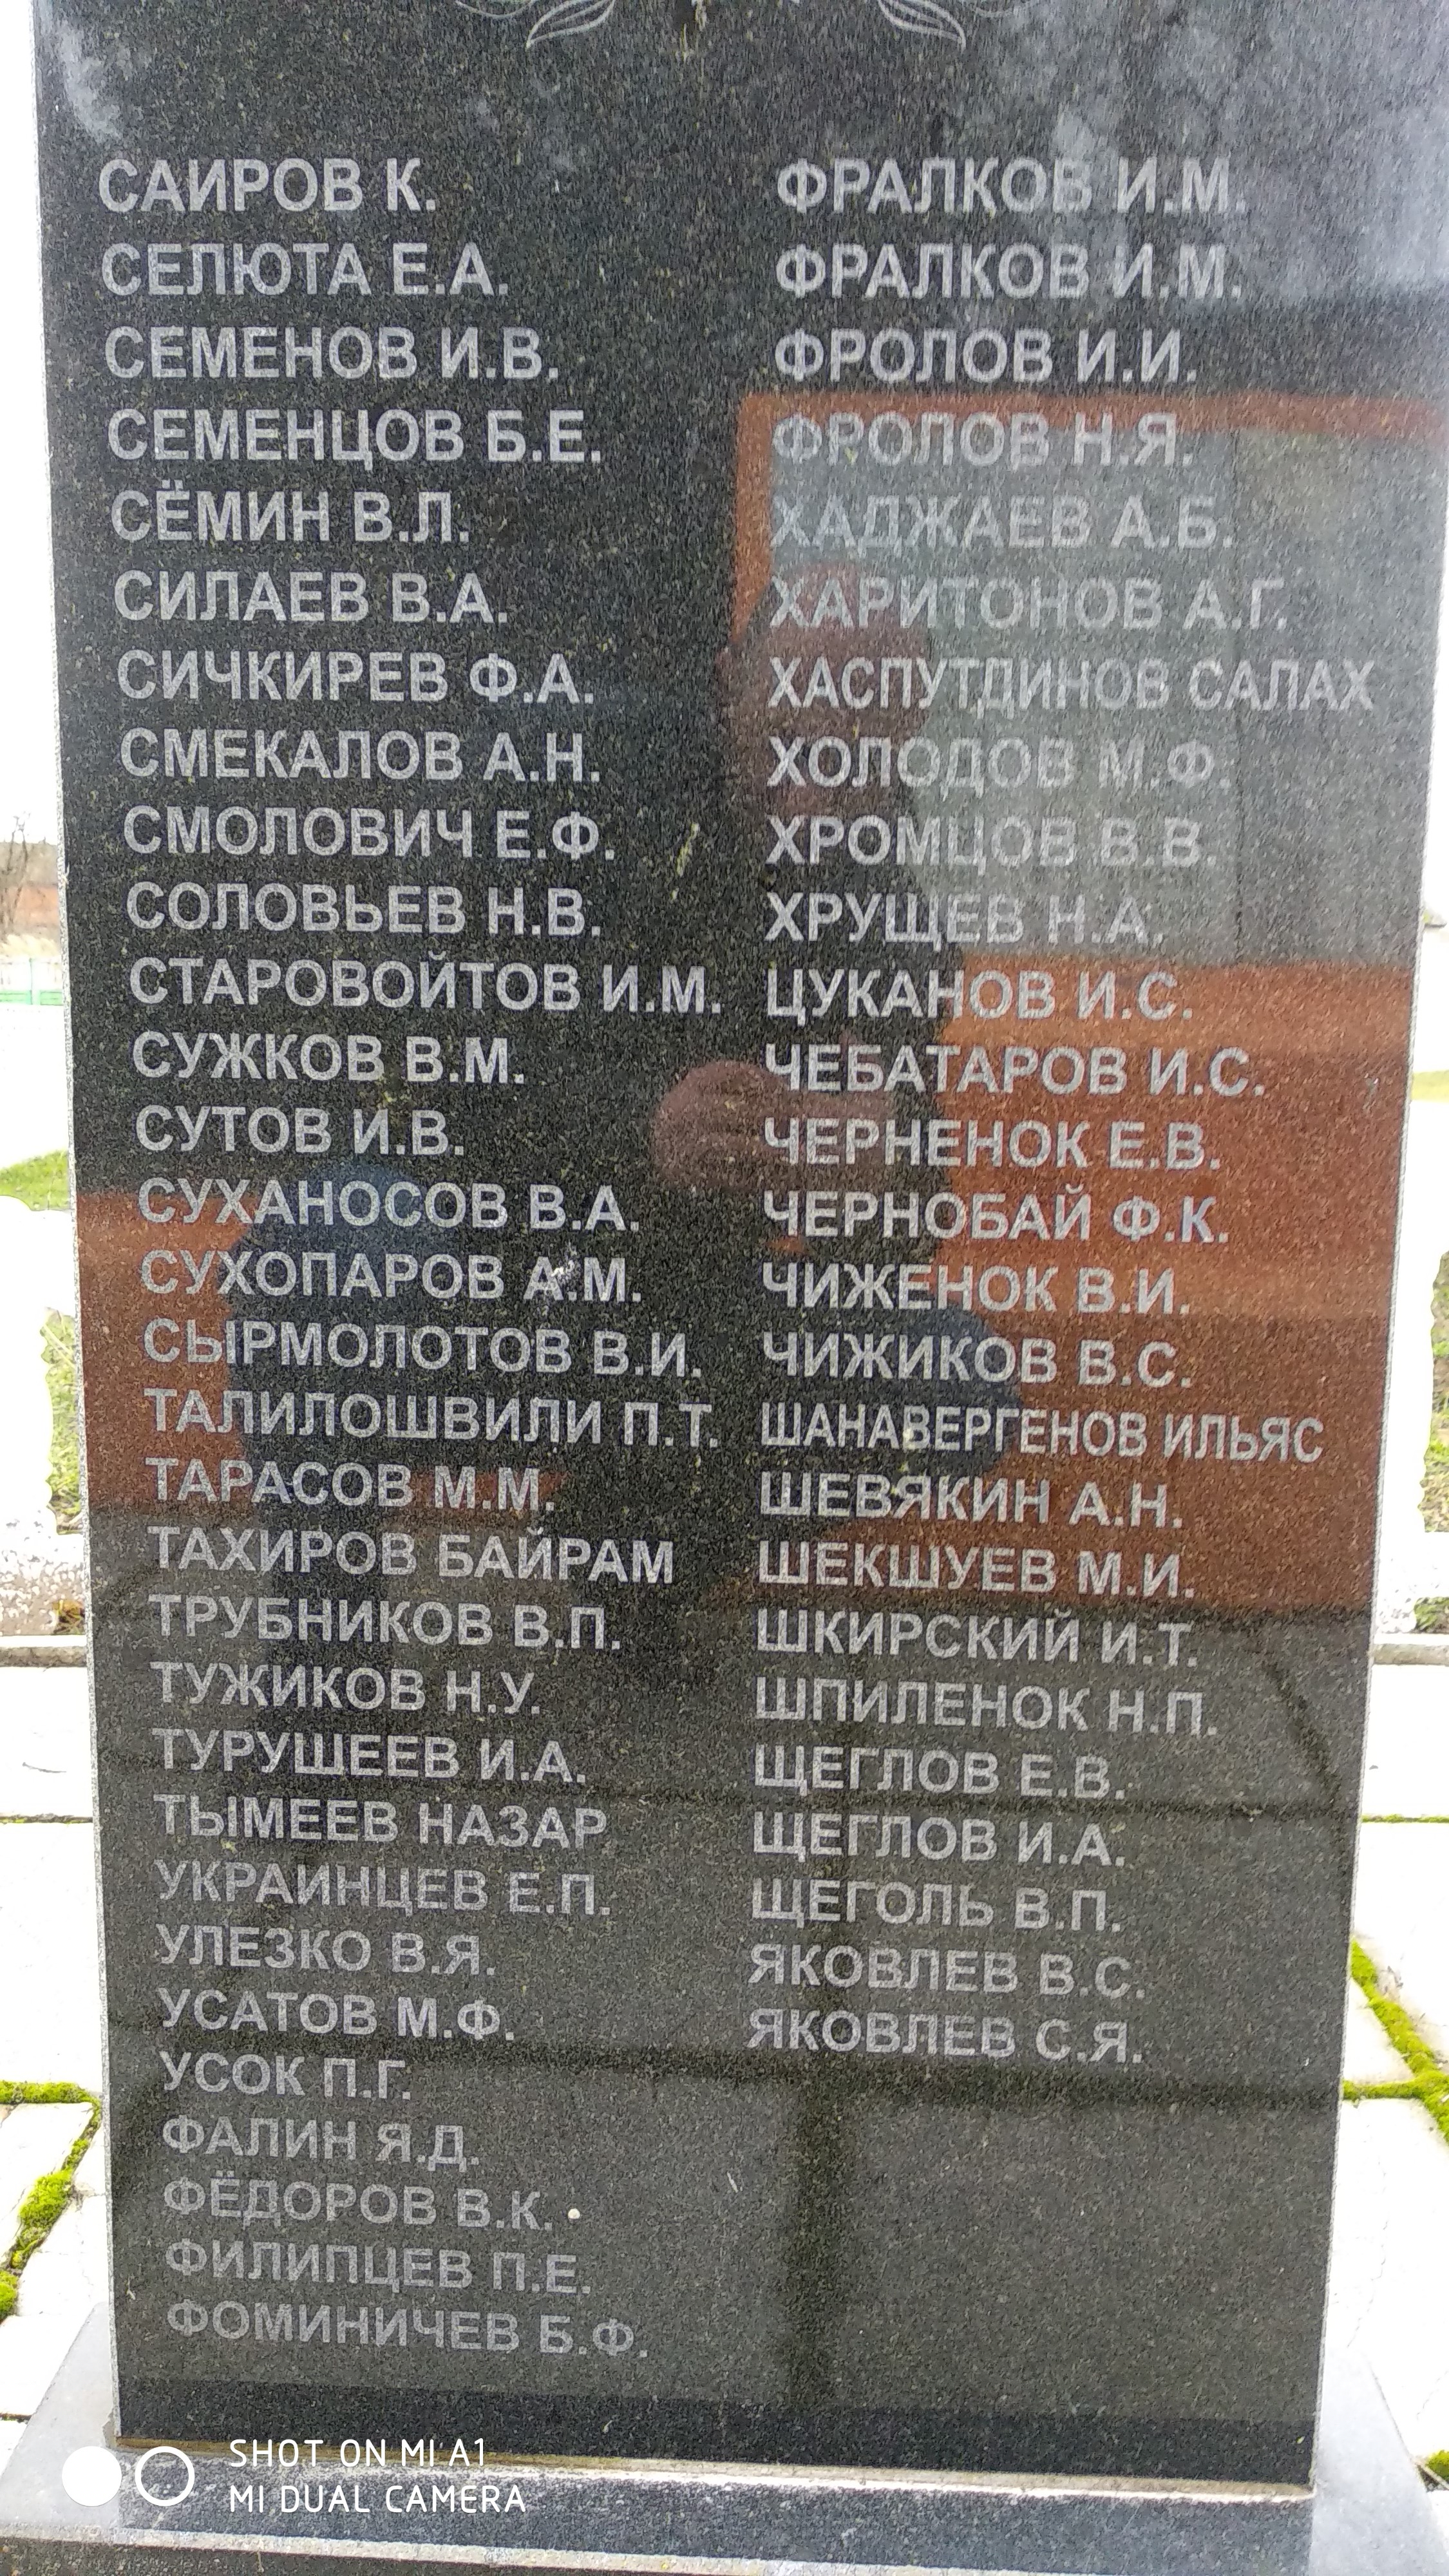 САИРОВ К.
СЕЛЮТА Е.А.
СЕМЕНОВ И.В.
СЕМЕНЦОВ Б.Е.
СЁМИН В.Л.
СИЛАЕВ В.А.
СИЧКИРЕВ Ф.А.
СМЕКАЛОВ А.Н.
СМОЛОВИЧ Е.Ф.
СОЛОВЬЕВ Н.В.
СТАРОВОЙТОВ И.М.
СУЖКОВ В.М.
СУТОВ И.В.
СУХАНОСОВ В.А.
СУХОПАРОВ А.М.
СЫРМОЛОТОВ В.И.
ТАЛИЛОШВИЛИ П.Т.
ТАРАСОВ М.М.
ТАХИРОВ БАЙРАМ
ТРУБНИКОВ В.П.
ТУЖИКОВ Н.У.
ТУРУШЕЕВ И.А.
ТЫМЕЕВ НАЗАР
УКРАИНЦЕВ Е.П.
УЛЕЗКО В.Я.
УСАТОВ М.Ф.
УСОК П.Г.
ФАЛИН Я.Д.
ФЁДОРОВ В.К.
ФИЛИПЦЕВ П.Е.
ФОМИНИЧЕВ Б.Ф.
ФРАЛКОВ И.М.
ФРАЛКОВ И.М.
ФРОЛОВ И.И.
ФРОЛОВ Н.Я.
ХАДЖАЕВ А.Б.
ХАРИТОНОВ А.Г.
ХАСПУТДИНОВ САЛАХ
ХОЛОДОВ М.Ф.
ХРОМЦОВ В.В.
ХРУЩЕВ Н.А.
ЦУКАНОВ И.С.
ЧЕБАТАРОВ И.С.
ЧЕРНЕНОК Е.В.
ЧЕРНОБАЙ Ф.К.
ЧИЖЕНОК В.И.
ЧИЖИКОВ В.С.
ШАНАВЕРГЕНОВ ИЛЬЯС
ШЕВЯКИН А.Н.
ШЕКШУЕВ М.И.
ШКИРСКИЙ И.Т.
ШПИЛЕНОК Н.П.
ЩЕГЛОВ Е.В.
ЩЕГЛОВ И.А.
ЩЕГОЛЬ В.П.
ЯКОВЛЕВ В.С.
ЯКОВЛЕВ С.Я.
SHOT ON MI A1
MI DUAL CAMERA